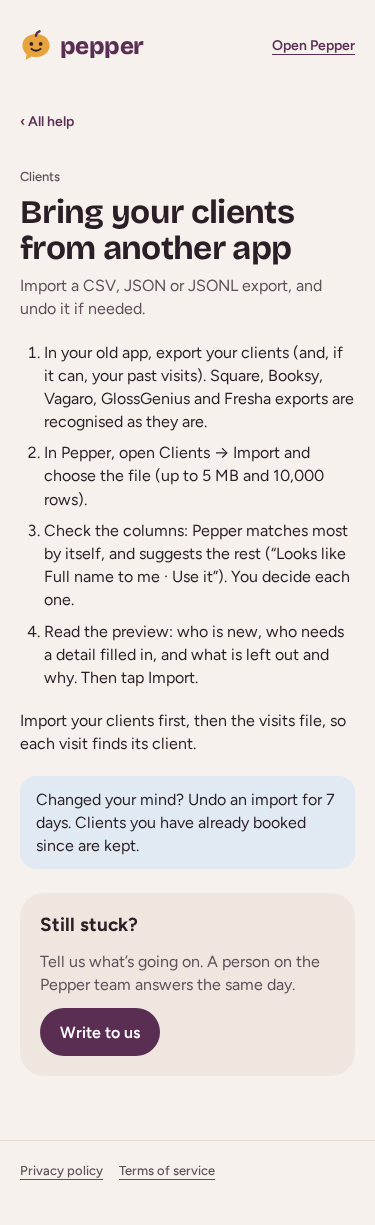 pepper
Open Pepper
‹ All help
Clients
Bring your clients
from another app
Import a CSV, JSON or JSONL export, and
undo it if needed.
1. In your old app, export your clients (and, if
it can, your past visits). Square, Booksy,
Vagaro, GlossGenius and Fresha exports are
recognised as they are.
2. In Pepper, open Clients → Import and
choose the file (up to 5 MB and 10,000
rows).
3. Check the columns: Pepper matches most
by itself, and suggests the rest (“Looks like
Full name to me · Use it”). You decide each
one.
4. Read the preview: who is new, who needs
a detail filled in, and what is left out and
why. Then tap Import.
Import your clients first, then the visits file, so
each visit finds its client.
Changed your mind? Undo an import for 7
days. Clients you have already booked
since are kept.
Still stuck?
Tell us what’s going on. A person on the
Pepper team answers the same day.
Write to us
Privacy policy
Terms of service